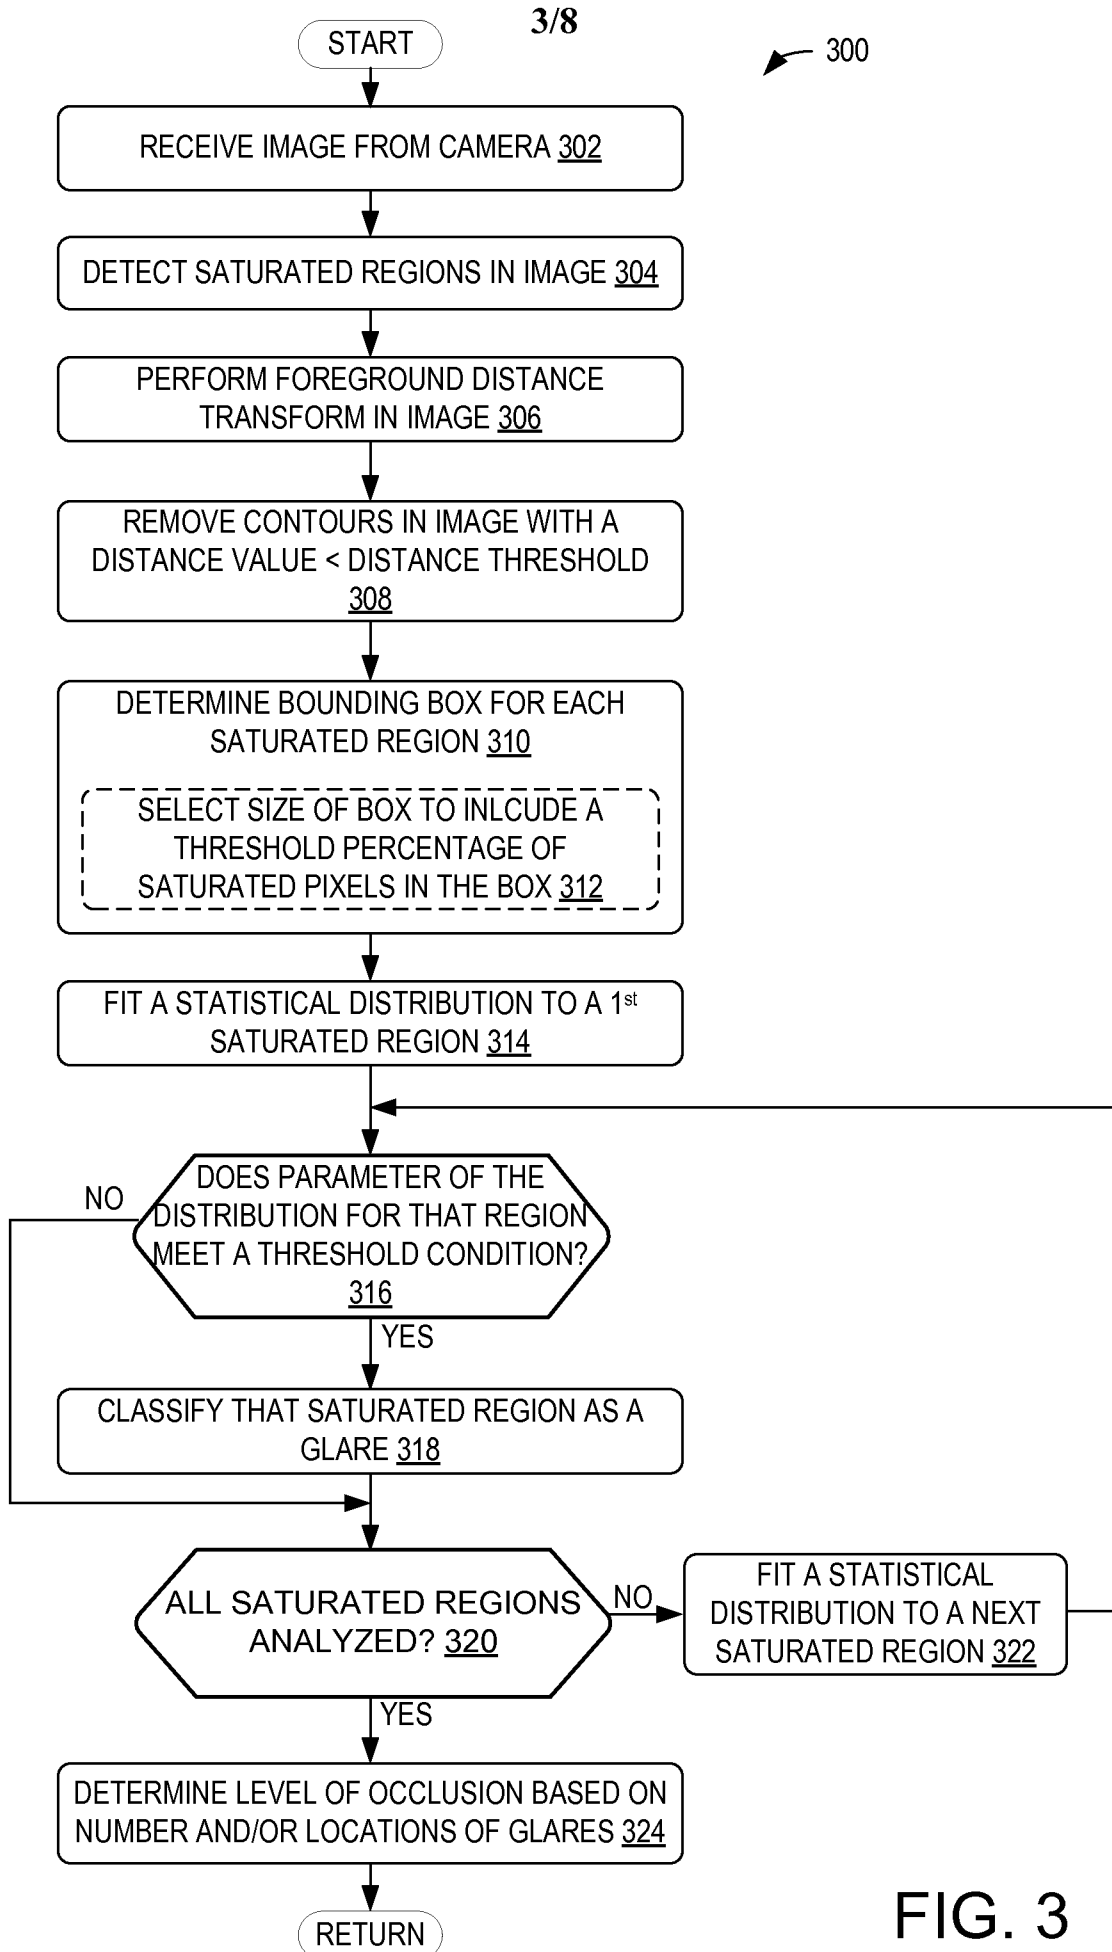 3/8
START
300
RECEIVE IMAGE FROM CAMERA 302
DETECT SATURATED REGIONS IN IMAGE 304
PERFORM FOREGROUND DISTANCE
TRANSFORM IN IMAGE 306
REMOVE CONTOURS IN IMAGE WITH A
DISTANCE VALUE < DISTANCE THRESHOLD
308
DETERMINE BOUNDING BOX FOR EACH
SATURATED REGION 310
SELECT SIZE OF BOX TO INLCUDE A
THRESHOLD PERCENTAGE OF
SATURATED PIXELS IN THE BOX 312
FIT A STATISTICAL DISTRIBUTION TO A 1st
SATURATED REGION 314
DOES PARAMETER OF THE
DISTRIBUTION FOR THAT REGION
MEET A THRESHOLD CONDITION?
316
NO
YES
CLASSIFY THAT SATURATED REGION AS A
GLARE 318
ALL SATURATED REGIONS
ANALYZED? 320
NO
FIT A STATISTICAL
DISTRIBUTION TO A NEXT
SATURATED REGION 322
YES
DETERMINE LEVEL OF OCCLUSION BASED ON
NUMBER AND/OR LOCATIONS OF GLARES 324
RETURN
FIG. 3